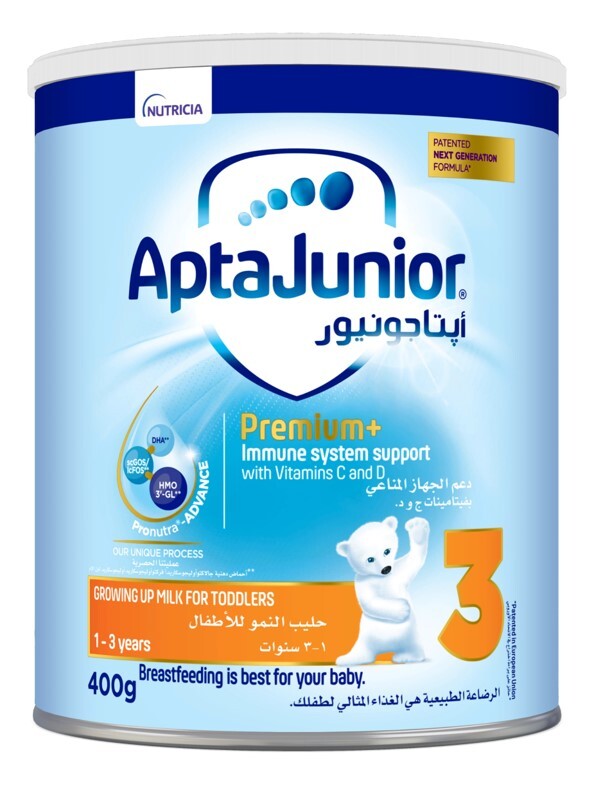 NUTRICIA
PATENTED
NEXT GENERATION
FORMULA*
AptaJunior®
أپتاجونيور
Premium+
Immune system support
with Vitamins C and D
دعم الجهاز المناعي
بفيتامينات ج و د.
DHA**
scGOS/
lcFOS**
HMO
3'-GL**
Pronutra+-ADVANCE
OUR UNIQUE PROCESS
عمليتنا الحصرية
GROWING UP MILK FOR TODDLERS
حليب النمو للأطفال
1 - 3 years
١-٣ سنوات
3
*Patented in European Union
400g
Breastfeeding is best for your baby.
الرضاعة الطبيعية هي الغذاء المثالي لطفلك.